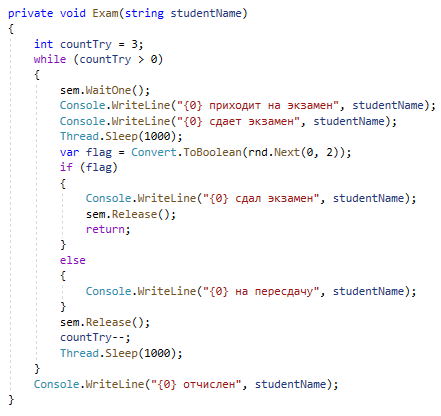 private void Exam(string studentName)
{
    int countTry = 3;
    while (countTry > 0)
    {
        sem.WaitOne();
        Console.WriteLine("{0} приходит на экзамен", studentName);
        Console.WriteLine("{0} сдает экзамен", studentName);
        Thread.Sleep(1000);
        var flag = Convert.ToBoolean(rnd.Next(0, 2));
        if (flag)
        {
            Console.WriteLine("{0} сдал экзамен", studentName);
            sem.Release();
            return;
        }
        else
        {
            Console.WriteLine("{0} на пересдачу", studentName);
        }
        sem.Release();
        countTry--;
        Thread.Sleep(1000);
    }
    Console.WriteLine("{0} отчислен", studentName);
}